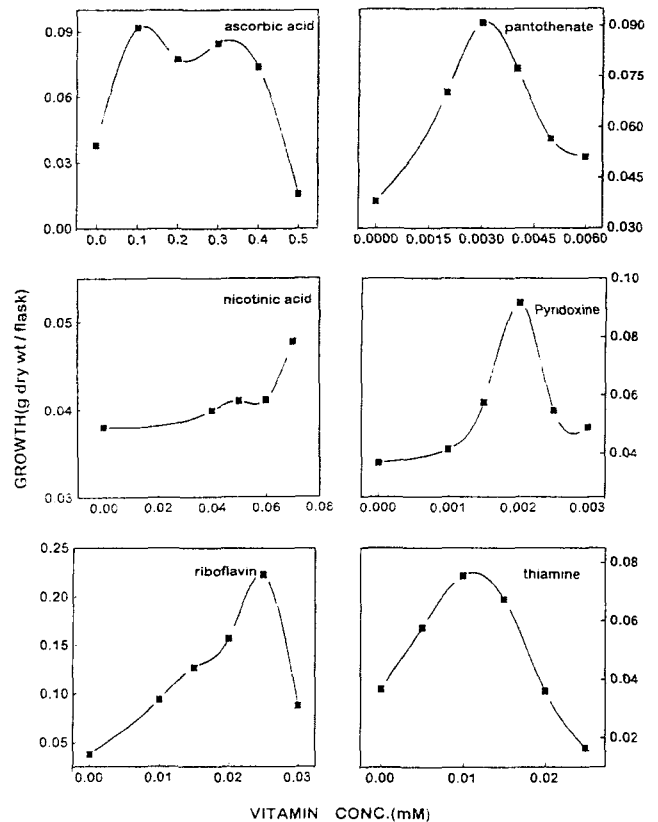 ascorbic acid
0.09
0.06
0.03
0.00
0.0 0.1 0.2 0.3 0.4 0.5
pantothenate
0.090
0.075
0.060
0.045
0.030
0.0000 0.0015 0.0030 0.0045 0.0060
nicotinic acid
0.05
0.04
0.03
0.00 0.02 0.04 0.06 0.08
Pyridoxine
0.10
0.08
0.06
0.04
0.000 0.001 0.002 0.003
riboflavin
0.25
0.20
0.15
0.10
0.05
0.00 0.01 0.02 0.03
thiamine
0.08
0.06
0.04
0.02
0.00 0.01 0.02
GROWTH(g dry wt / flask)
VITAMIN CONC.(mM)